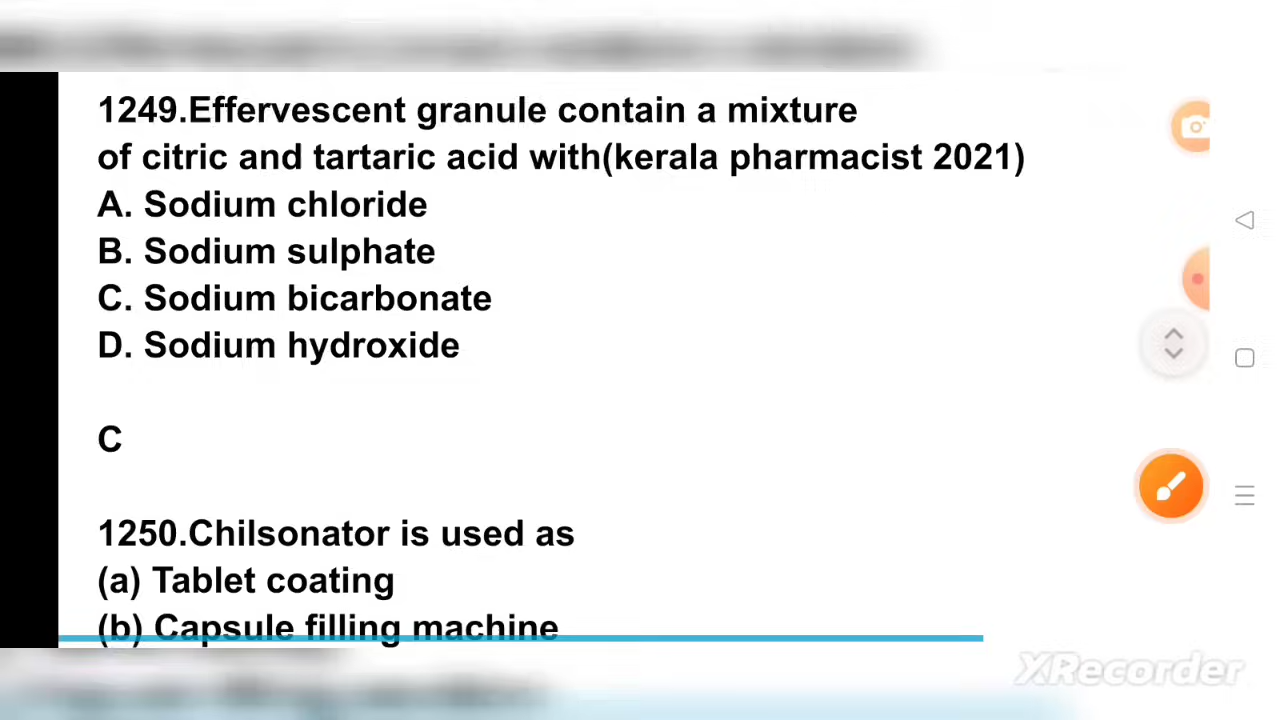 1249.Effervescent granule contain a mixture
of citric and tartaric acid with(kerala pharmacist 2021)
A. Sodium chloride
B. Sodium sulphate
C. Sodium bicarbonate
D. Sodium hydroxide
C
1250.Chilsonator is used as
(a) Tablet coating
(b) Capsule filling machine
XRecorder